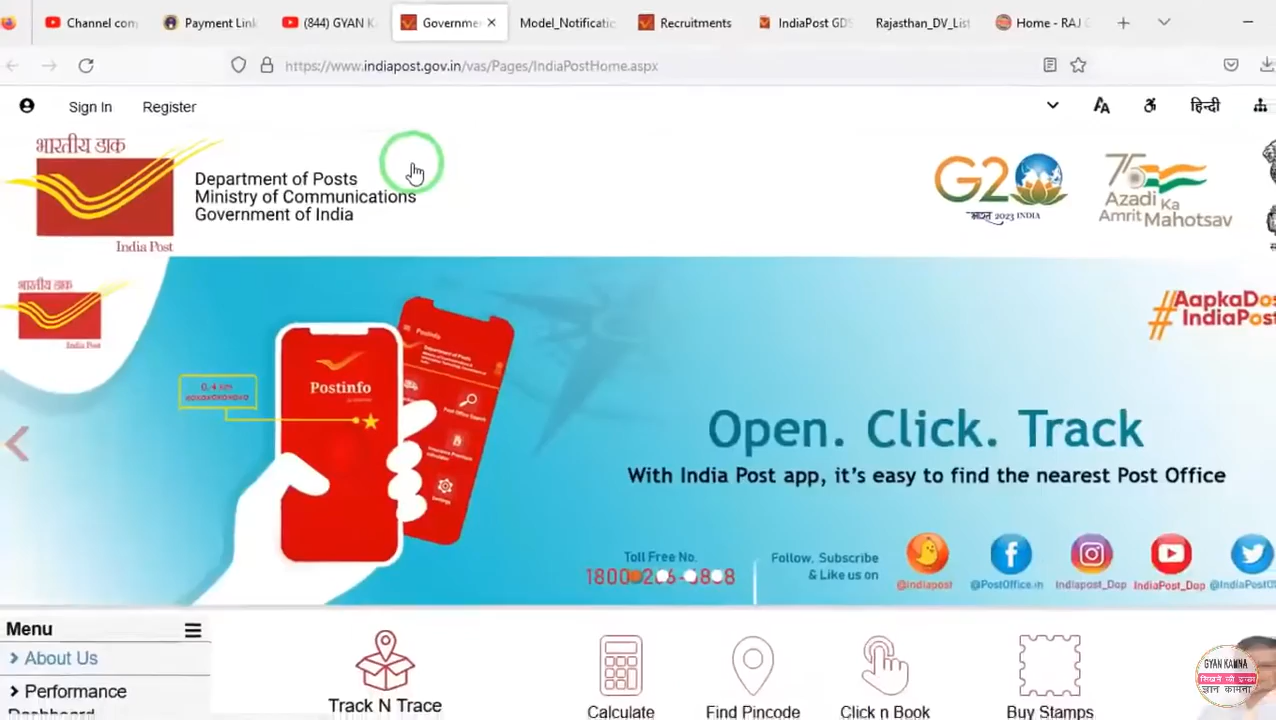 Channel com
Payment Link
(844) GYAN K
Governme
Model_Notificatio
Recruitments
IndiaPost GDS
Rajasthan_DV_List
Home - RAJ
https://www.indiapost.gov.in/vas/Pages/IndiaPostHome.aspx
Sign In
Register
हिन्दी
भारतीय डाक
India Post
Department of Posts
Ministry of Communications
Government of India
G20
भारत 2023 INDIA
75
Azadi Ka
Amrit Mahotsav
भारतीय डाक
India Post
#AapkaDos
IndiaPost
Postinfo
Postinfo
Open. Click. Track
With India Post app, it's easy to find the nearest Post Office
Toll Free No.
Follow, Subscribe
& Like us on
@indiapost
@PostOffice.in
Indiapost_Dop
IndiaPost_Dop
@IndiaPostO
Menu
About Us
Performance
Dashboard
Track N Trace
Calculate
Find Pincode
Click n Book
Buy Stamps
GYAN KAMNA
ज्ञान कामना